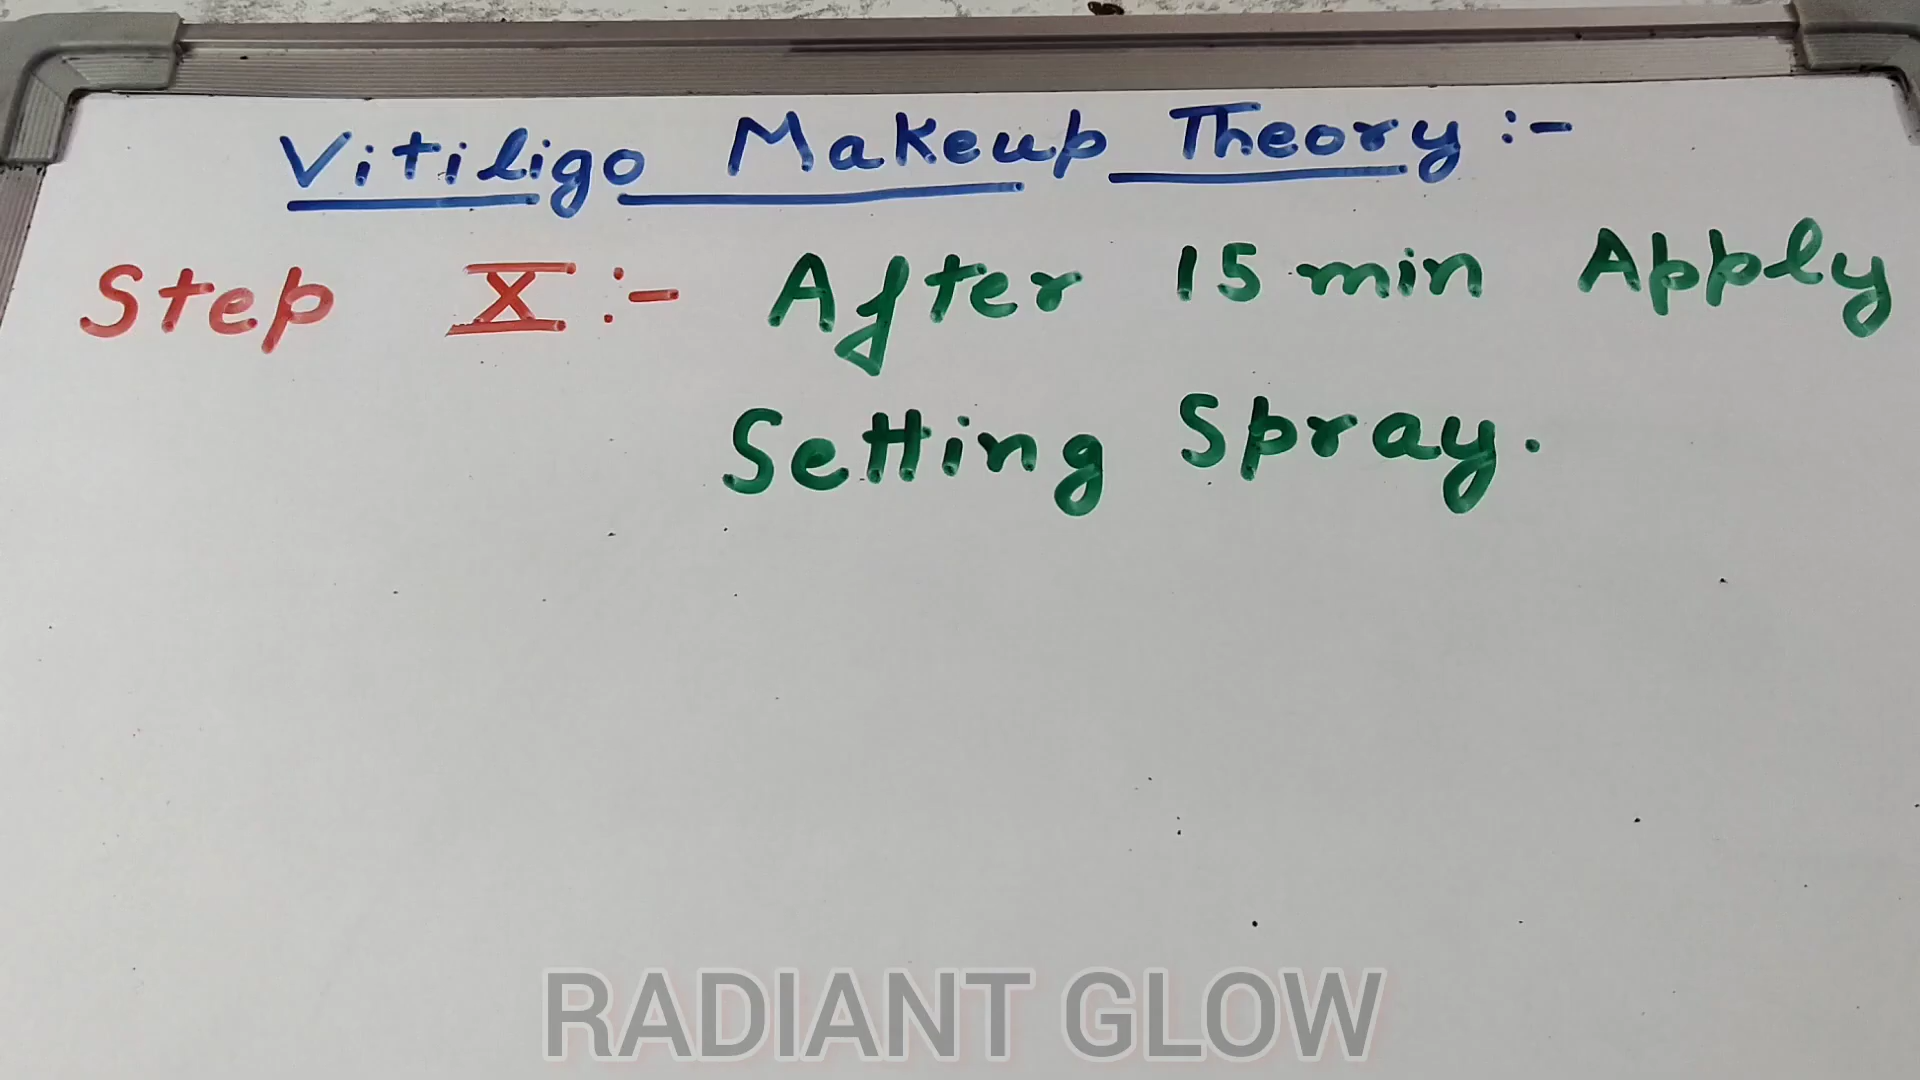 Vitiligo Makeup Theory :-
Step X :- After 15 min Apply
Setting Spray.
RADIANT GLOW